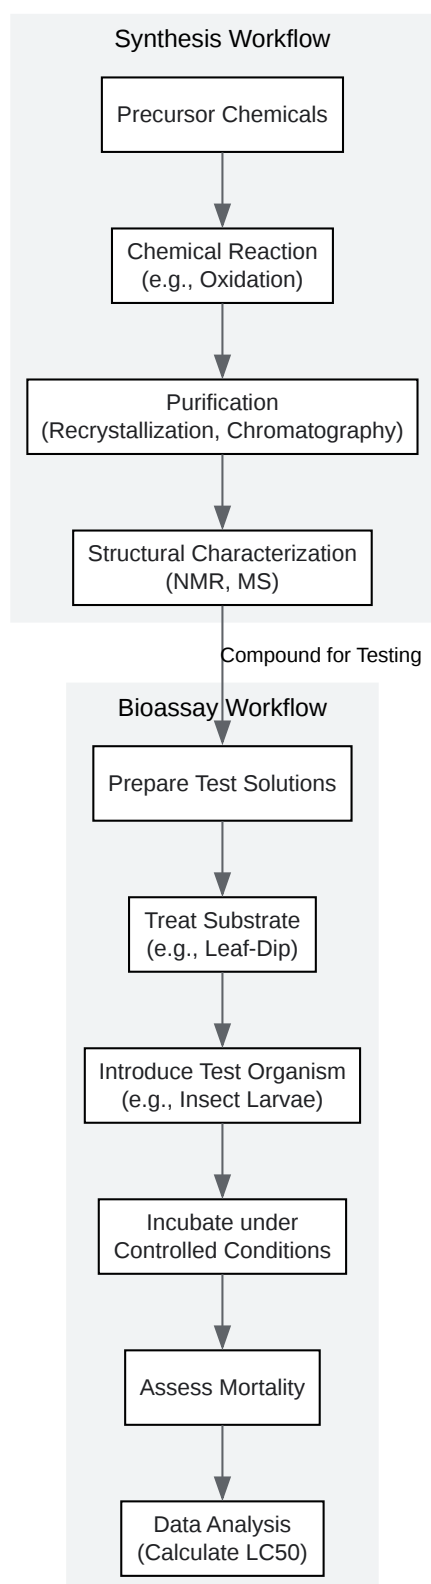 Synthesis Workflow
Precursor Chemicals
Chemical Reaction
(e.g., Oxidation)
Purification
(Recrystallization, Chromatography)
Structural Characterization
(NMR, MS)
Compound for Testing
Bioassay Workflow
Prepare Test Solutions
Treat Substrate
(e.g., Leaf-Dip)
Introduce Test Organism
(e.g., Insect Larvae)
Incubate under
Controlled Conditions
Assess Mortality
Data Analysis
(Calculate LC50)